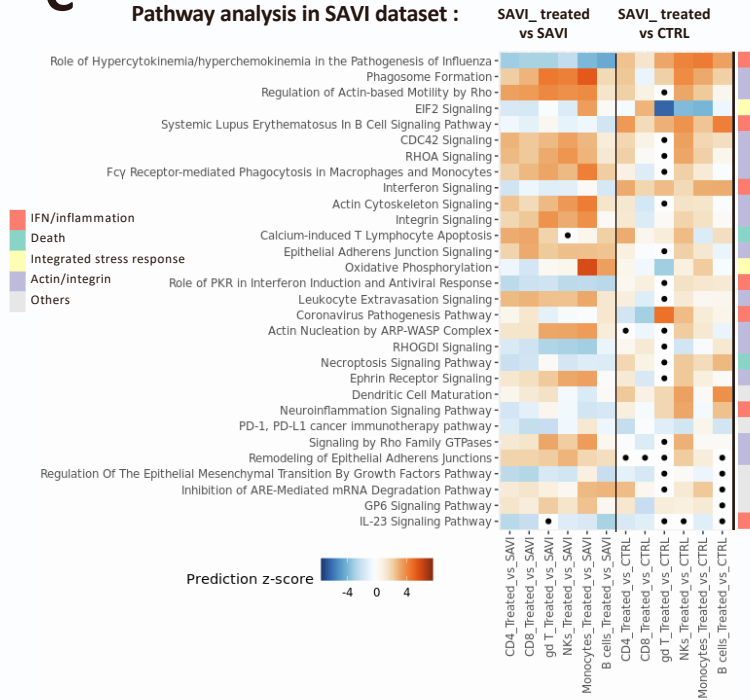 C
Pathway analysis in SAVI dataset :
SAVI_ treated
vs SAVI
SAVI_ treated
vs CTRL
Role of Hypercytokinemia/hyperchemokinemia in the Pathogenesis of Influenza
Phagosome Formation
Regulation of Actin-based Motility by Rho
EIF2 Signaling
Systemic Lupus Erythematosus In B Cell Signaling Pathway
CDC42 Signaling
RHOA Signaling
Fcγ Receptor-mediated Phagocytosis in Macrophages and Monocytes
Interferon Signaling
Actin Cytoskeleton Signaling
Integrin Signaling
Calcium-induced T Lymphocyte Apoptosis
Epithelial Adherens Junction Signaling
Oxidative Phosphorylation
Role of PKR in Interferon Induction and Antiviral Response
Leukocyte Extravasation Signaling
Coronavirus Pathogenesis Pathway
Actin Nucleation by ARP-WASP Complex
RHOGDI Signaling
Necroptosis Signaling Pathway
Ephrin Receptor Signaling
Dendritic Cell Maturation
Neuroinflammation Signaling Pathway
PD-1, PD-L1 cancer immunotherapy pathway
Signaling by Rho Family GTPases
Remodeling of Epithelial Adherens Junctions
Regulation Of The Epithelial Mesenchymal Transition By Growth Factors Pathway
Inhibition of ARE-Mediated mRNA Degradation Pathway
GP6 Signaling Pathway
IL-23 Signaling Pathway
IFN/inflammation
Death
Integrated stress response
Actin/integrin
Others
CD4_Treated_vs_SAVI
CD8_Treated_vs_SAVI
gd T_Treated_vs_SAVI
NKs_Treated_vs_SAVI
Monocytes_Treated_vs_SAVI
B cells_Treated_vs_SAVI
CD4_Treated_vs_CTRL
CD8_Treated_vs_CTRL
gd T_Treated_vs_CTRL
NKs_Treated_vs_CTRL
Monocytes_Treated_vs_CTRL
B cells_Treated_vs_CTRL
Prediction z-score
-4 0 4